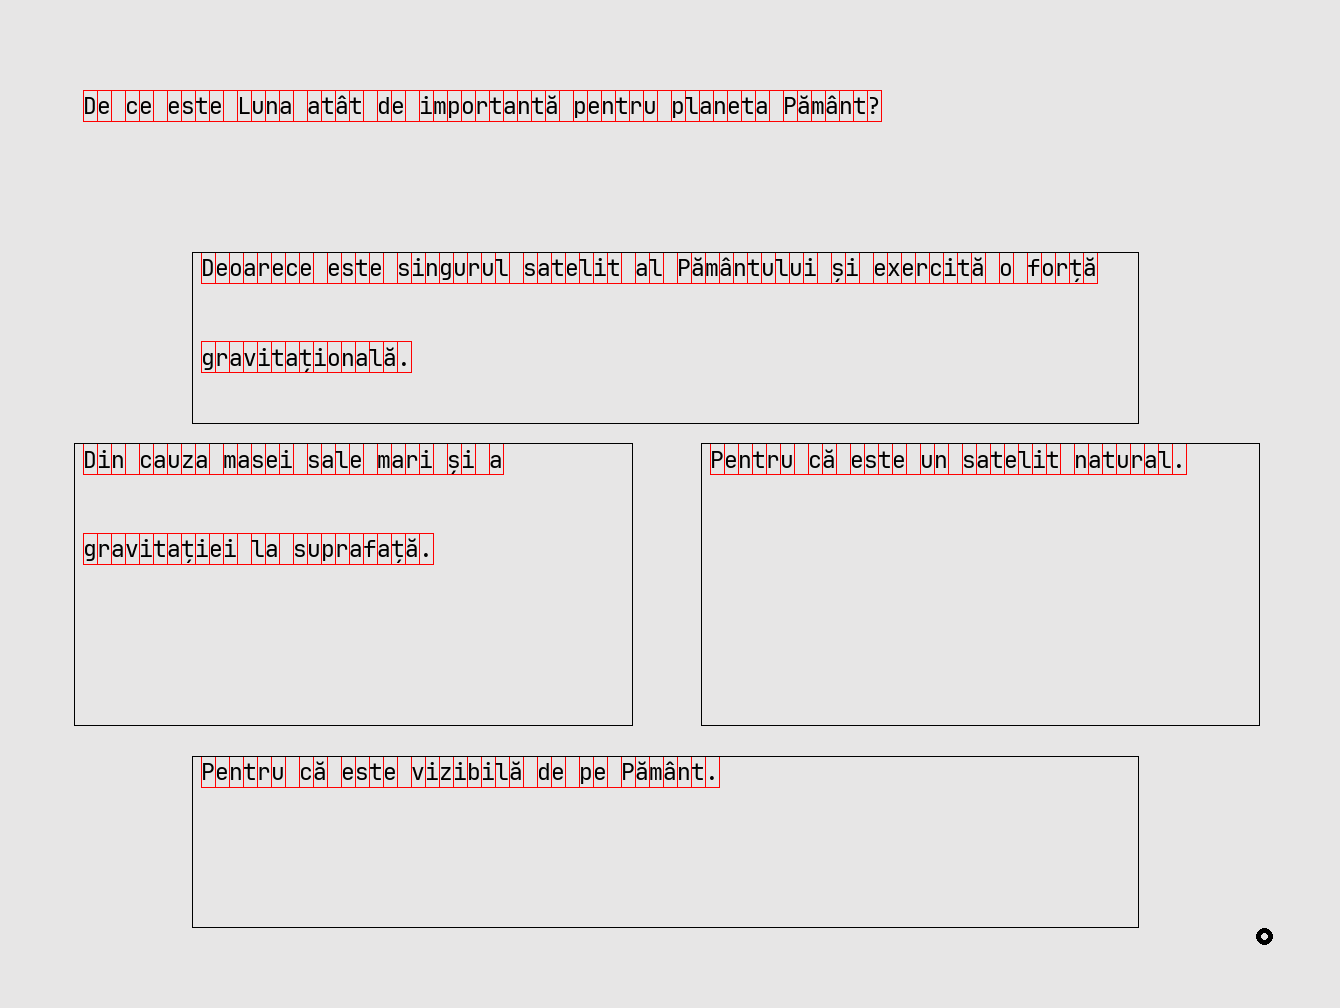 De ce este Luna atât de importantă pentru planeta Pământ?
Deoarece este singurul satelit al Pământului și exercită o forță
gravitațională.
Din cauza masei sale mari și a
gravitației la suprafață.
Pentru că este un satelit natural.
Pentru că este vizibilă de pe Pământ.